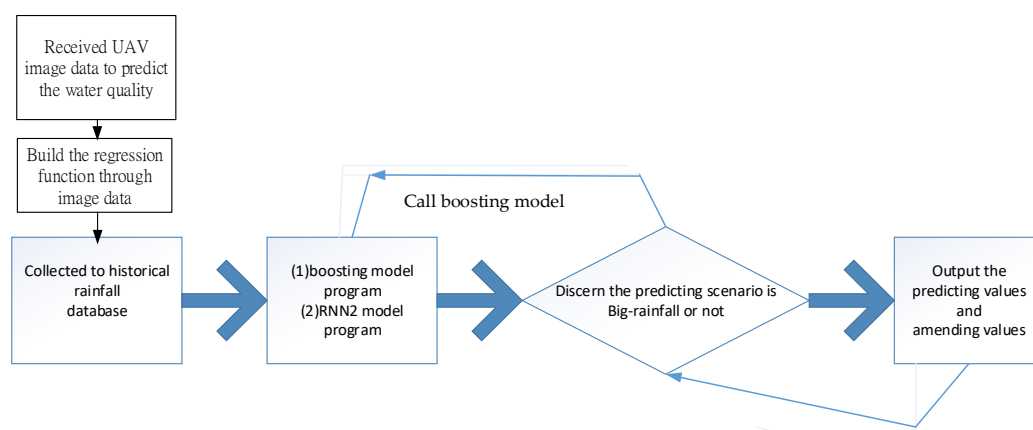 Received UAV
image data to predict
the water quality
Build the regression
function through
image data
Call boosting model
Collected to historical
rainfall
database
(1)boosting model
program
(2)RNN2 model
program
Discern the predicting scenario is
Big-rainfall or not
Output the
predicting values
and
amending values